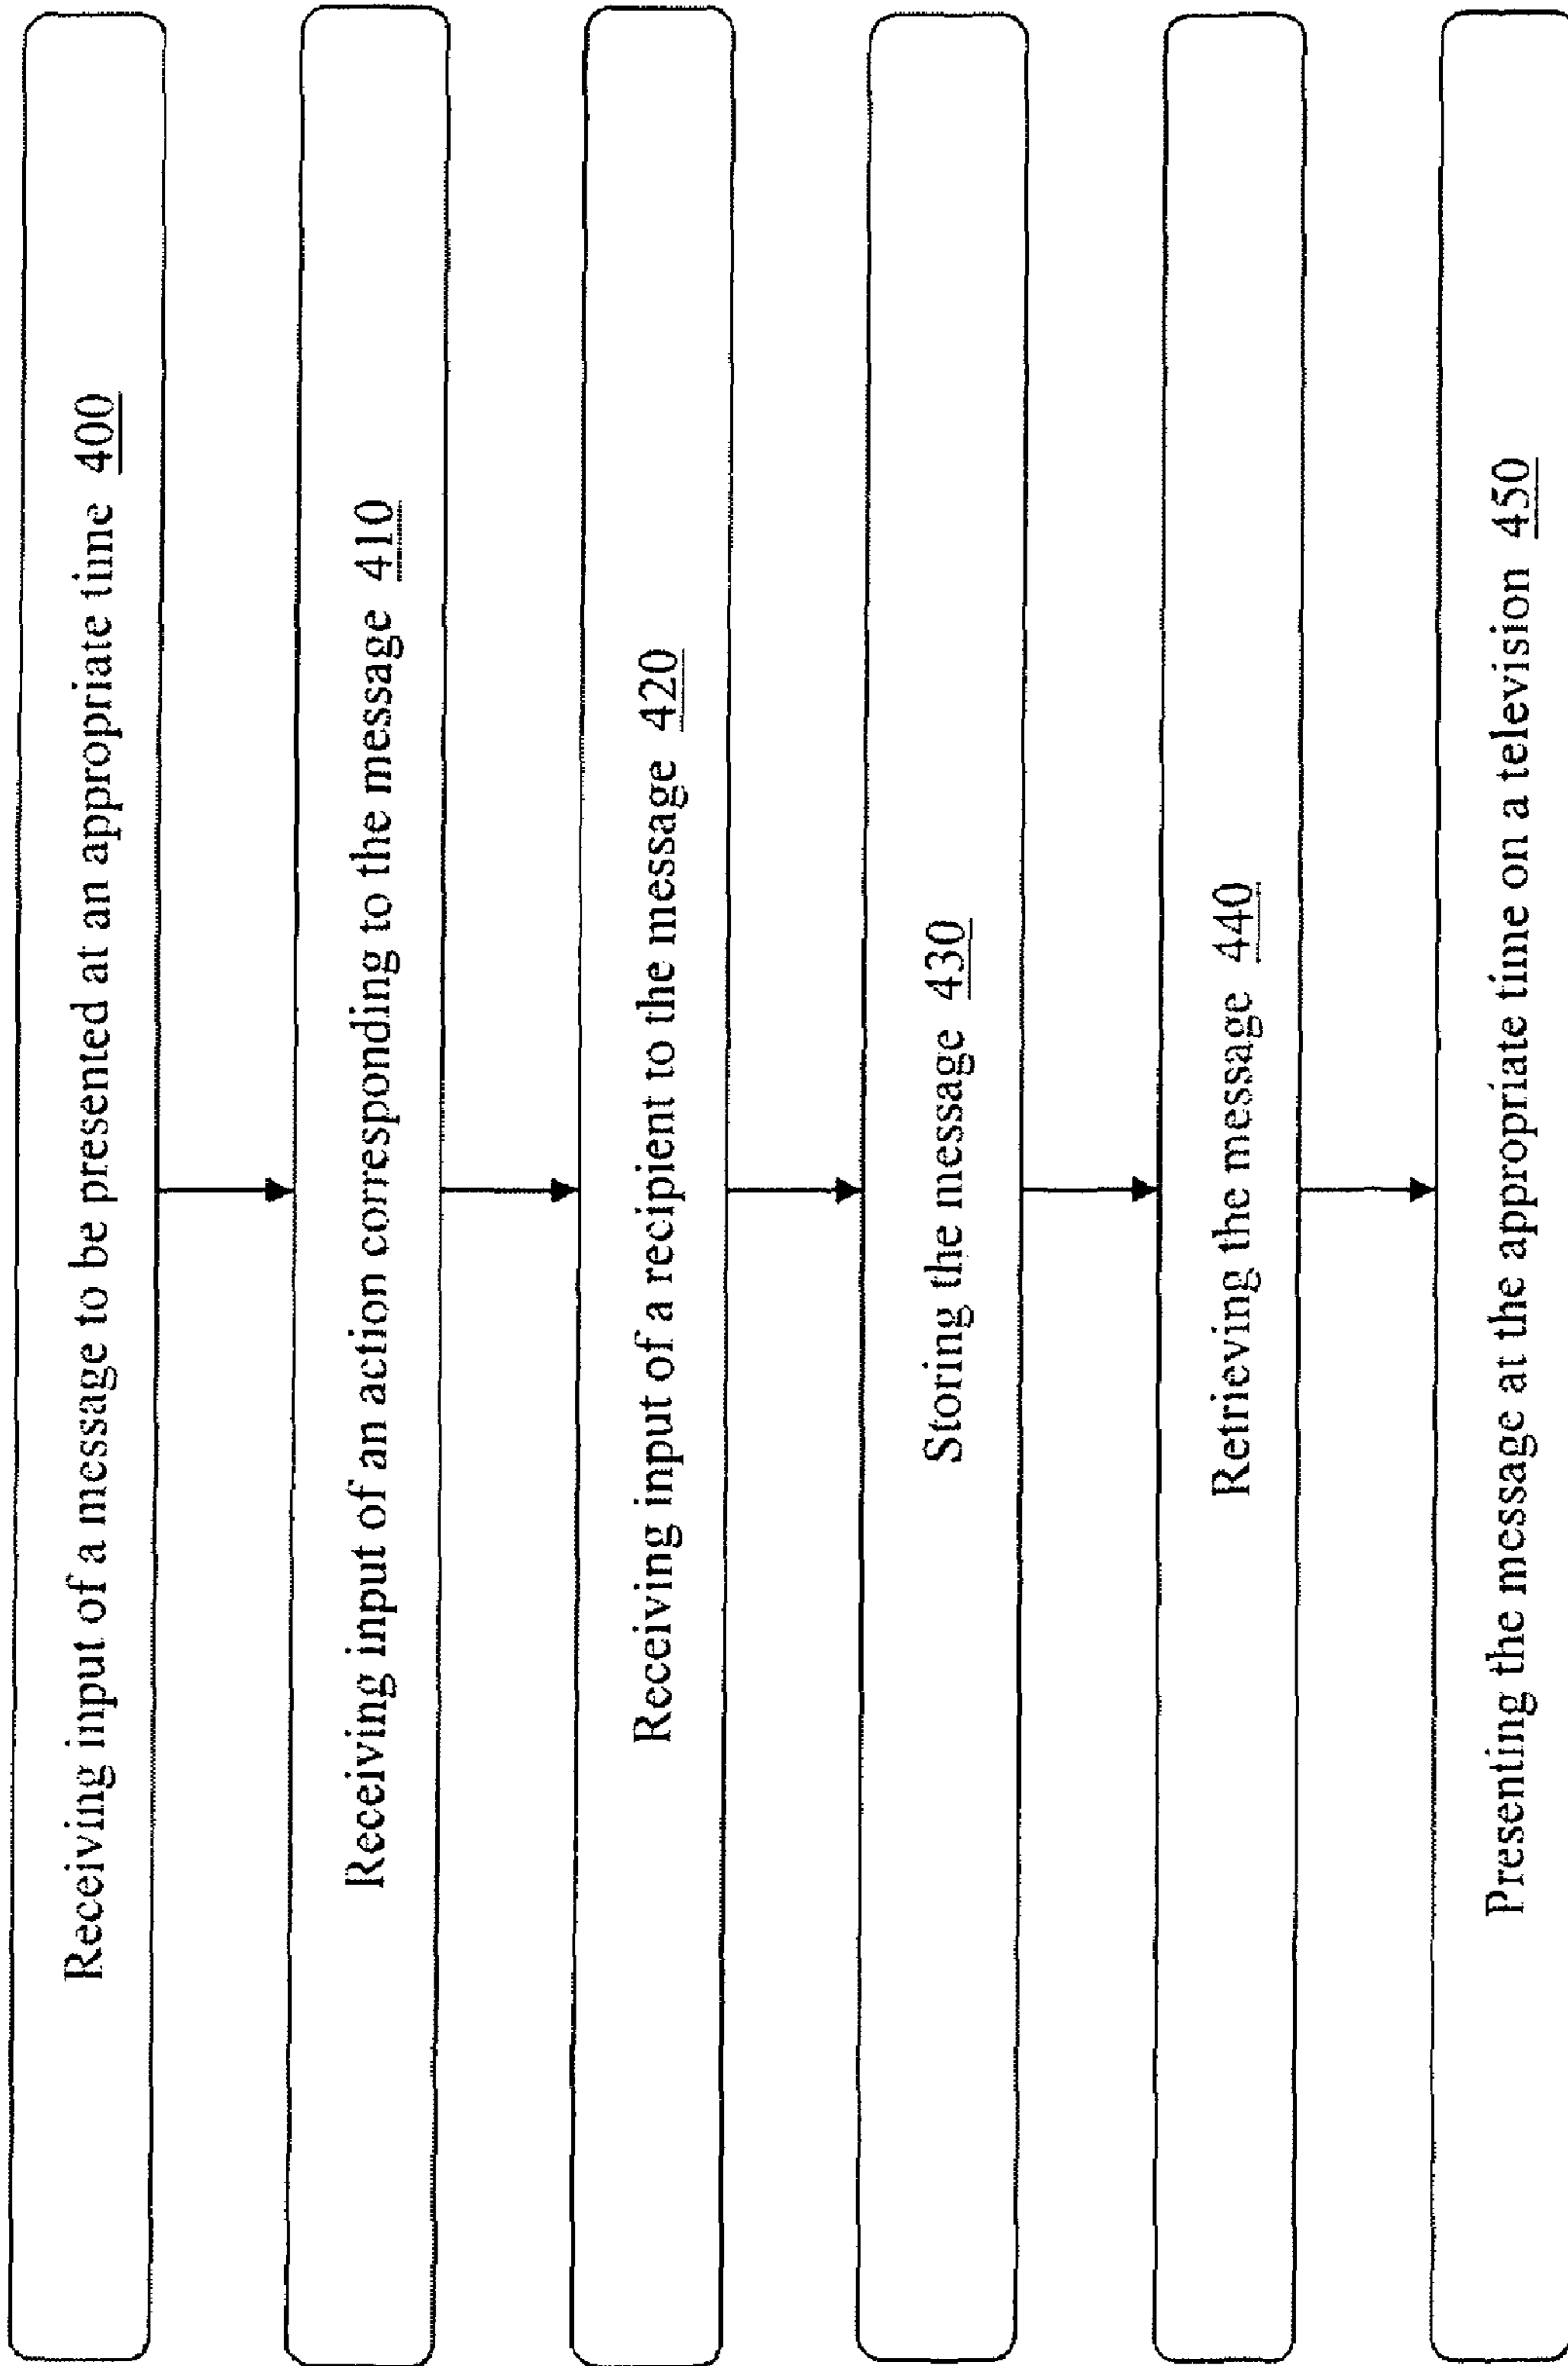 Receiving input of a message to be presented at an appropriate time 400
Receiving input of an action corresponding to the message 410
Receiving input of a recipient to the message 420
Storing the message 430
Retrieving the message 440
Presenting the message at the appropriate time on a television 450